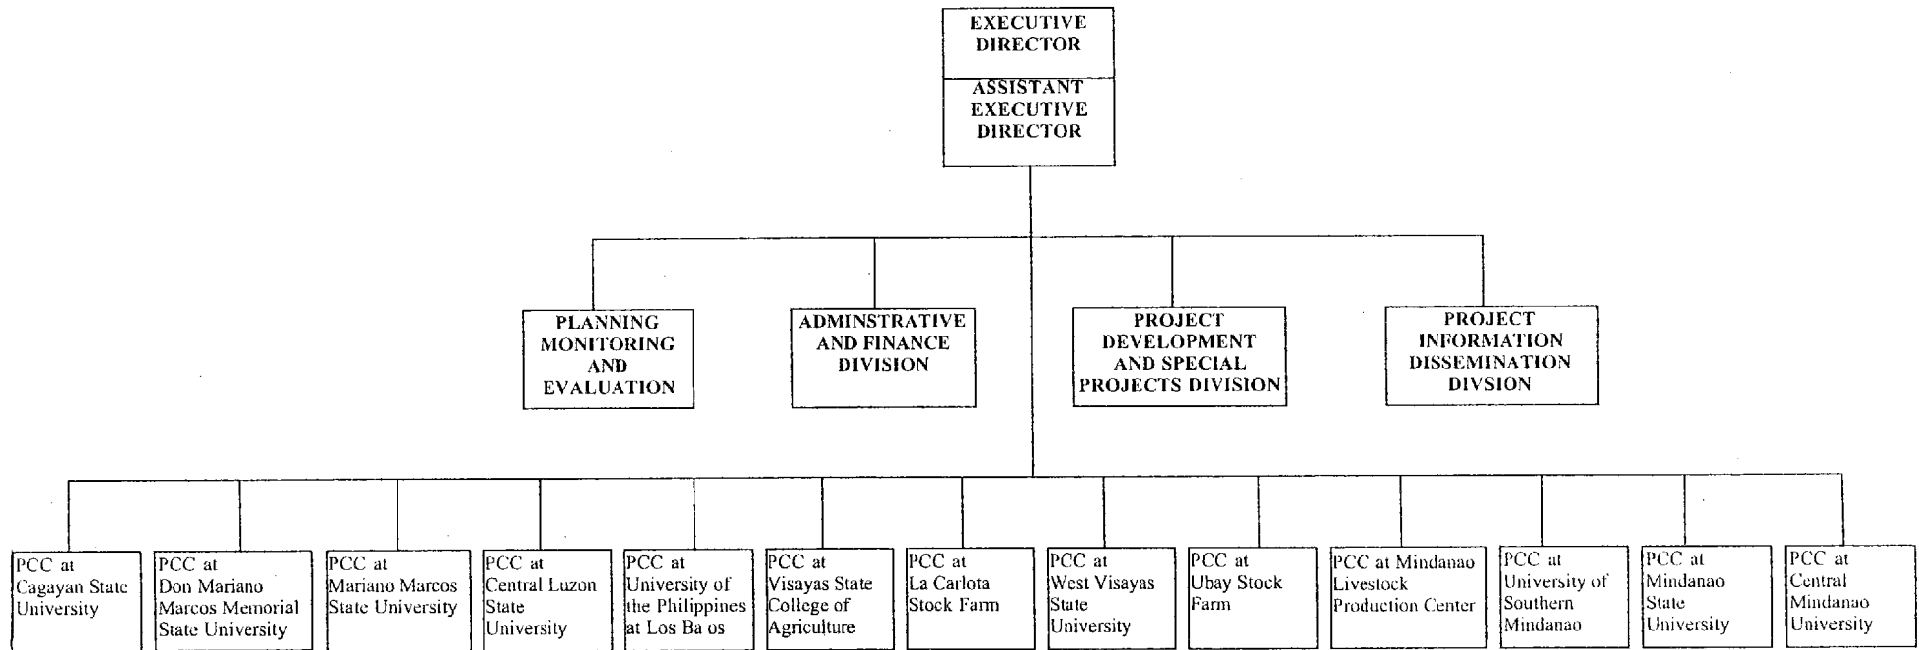 EXECUTIVE
DIRECTOR
ASSISTANT
EXECUTIVE
DIRECTOR
PLANNING
MONITORING
AND
EVALUATION
ADMINSTRATIVE
AND FINANCE
DIVISION
PROJECT
DEVELOPMENT
AND SPECIAL
PROJECTS DIVISION
PROJECT
INFORMATION
DISSEMINATION
DIVSION
PCC at
Cagayan State
University
PCC at
Don Mariano
Marcos Memorial
State University
PCC at
Mariano Marcos
State University
PCC at
Central Luzon
State
University
PCC at
University of
the Philippines
at Los Ba os
PCC at
Visayas State
College of
Agriculture
PCC at
La Carlota
Stock Farm
PCC at
West Visayas
State
University
PCC at
Ubay Stock
Farm
PCC at Mindanao
Livestock
Production Center
PCC at
University of
Southern
Mindanao
PCC at
Mindanao
State
University
PCC at
Central
Mindanao
University